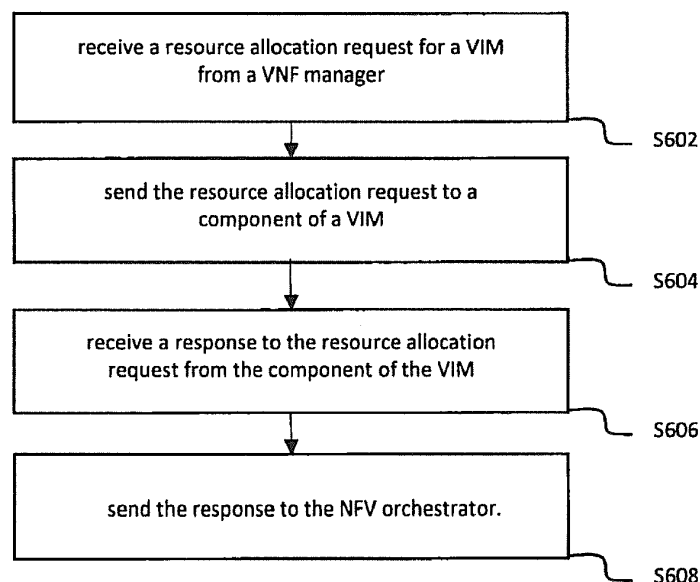 receive a resource allocation request for a VIM
from a VNF manager
S602
send the resource allocation request to a
component of a VIM
S604
receive a response to the resource allocation
request from the component of the VIM
S606
send the response to the NFV orchestrator.
S608